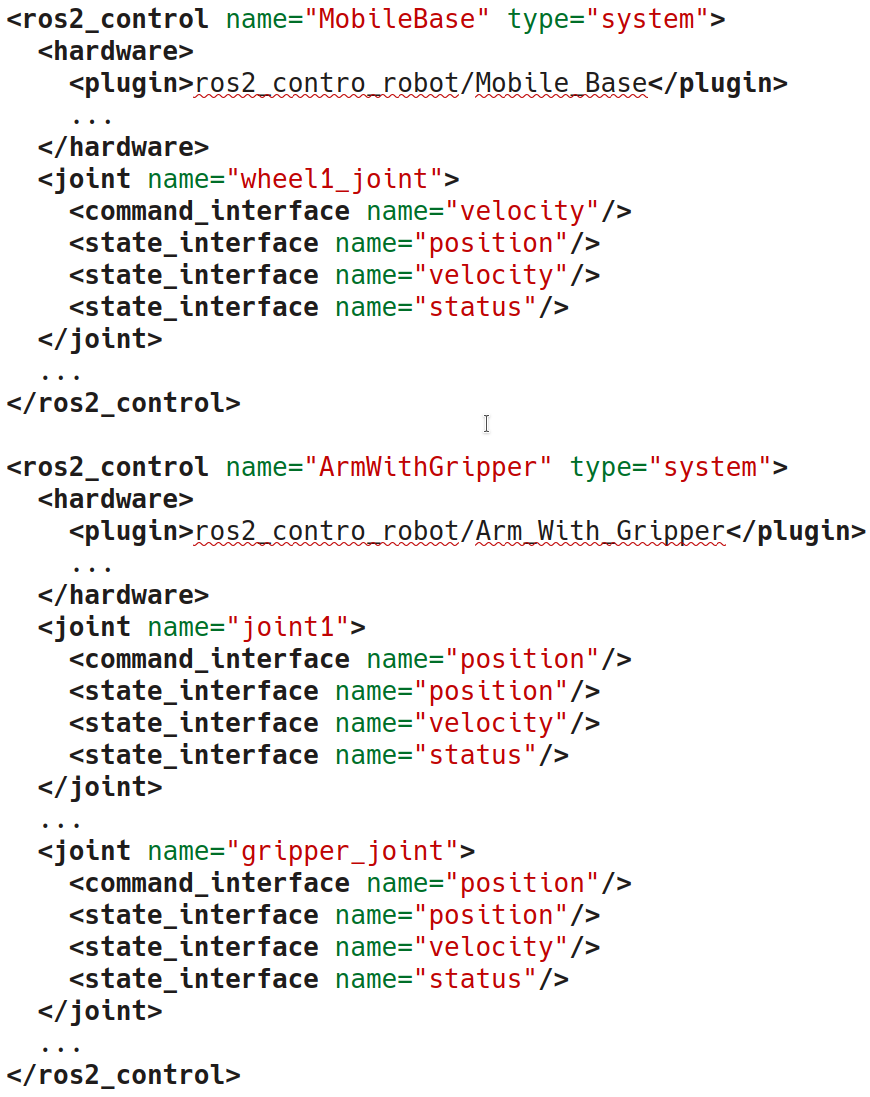 <ros2_control name="MobileBase" type="system">
  <hardware>
    <plugin>ros2_contro_robot/Mobile_Base</plugin>
    ...
  </hardware>
  <joint name="wheel1_joint">
    <command_interface name="velocity"/>
    <state_interface name="position"/>
    <state_interface name="velocity"/>
    <state_interface name="status"/>
  </joint>
  ...
</ros2_control>

<ros2_control name="ArmWithGripper" type="system">
  <hardware>
    <plugin>ros2_contro_robot/Arm_With_Gripper</plugin>
    ...
  </hardware>
  <joint name="joint1">
    <command_interface name="position"/>
    <state_interface name="position"/>
    <state_interface name="velocity"/>
    <state_interface name="status"/>
  </joint>
  ...
  <joint name="gripper_joint">
    <command_interface name="position"/>
    <state_interface name="position"/>
    <state_interface name="velocity"/>
    <state_interface name="status"/>
  </joint>
  ...
</ros2_control>